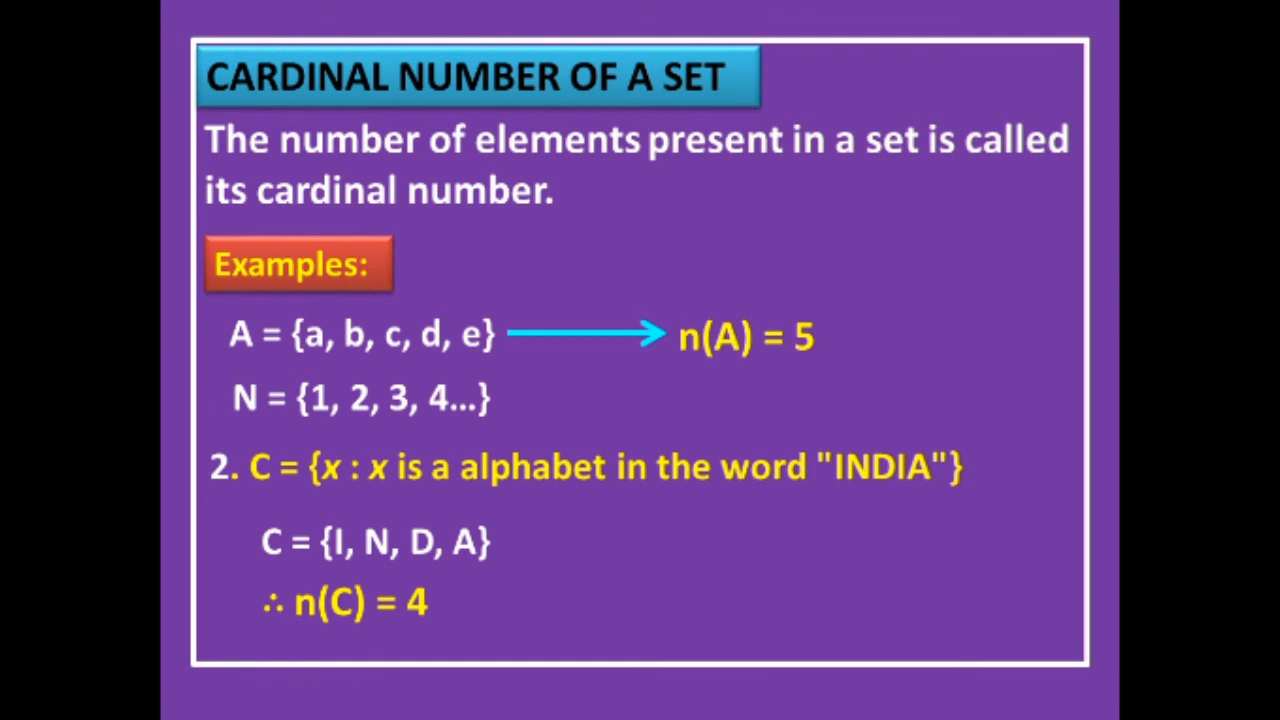 CARDINAL NUMBER OF A SET
The number of elements present in a set is called
its cardinal number.
Examples:
A = {a, b, c, d, e} → n(A) = 5
N = {1, 2, 3, 4...}
2. C = {x : x is a alphabet in the word "INDIA"}
C = {I, N, D, A}
∴ n(C) = 4